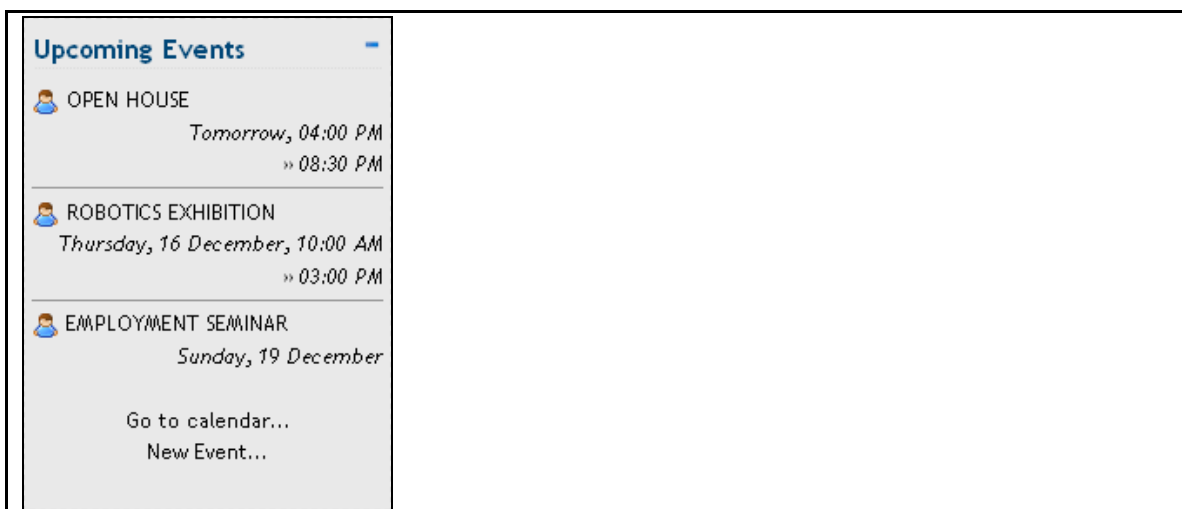 Upcoming Events
OPEN HOUSE
Tomorrow, 04:00 PM
» 08:30 PM
ROBOTICS EXHIBITION
Thursday, 16 December, 10:00 AM
» 03:00 PM
EMPLOYMENT SEMINAR
Sunday, 19 December
Go to calendar...
New Event...